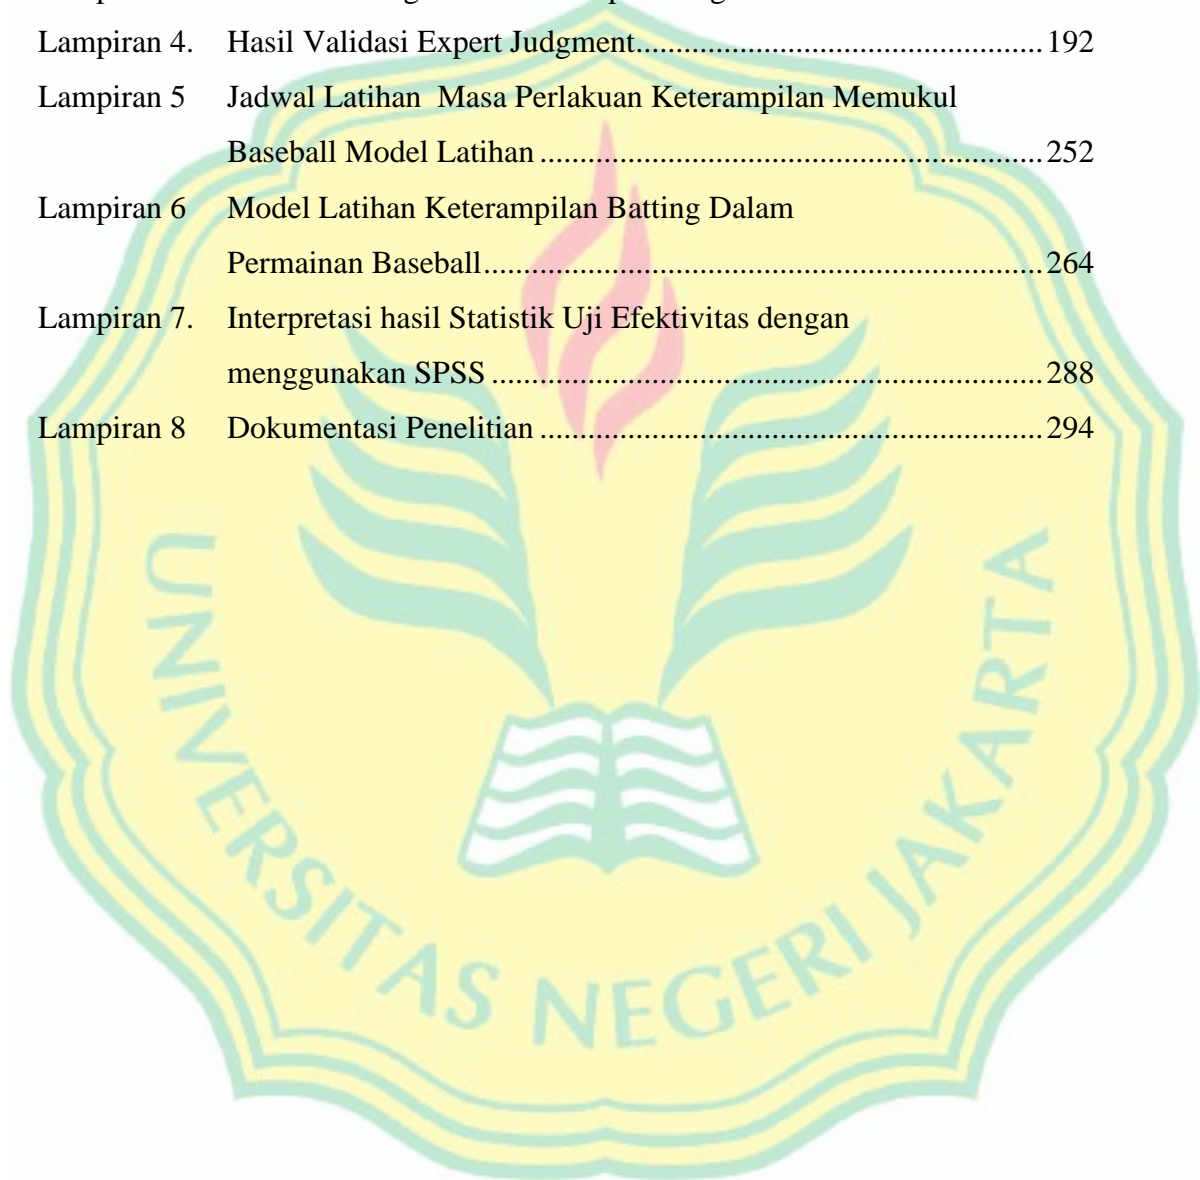 Lampiran 4. Hasil Validasi Expert Judgment.................................................. 192
Lampiran 5 Jadwal Latihan Masa Perlakuan Keterampilan Memukul
Baseball Model Latihan .............................................................. 252
Lampiran 6 Model Latihan Keterampilan Batting Dalam
Permainan Baseball..................................................................... 264
Lampiran 7. Interpretasi hasil Statistik Uji Efektivitas dengan
menggunakan SPSS .................................................................... 288
Lampiran 8 Dokumentasi Penelitian .............................................................. 294
UNIVERSITAS NEGERI JAKARTA